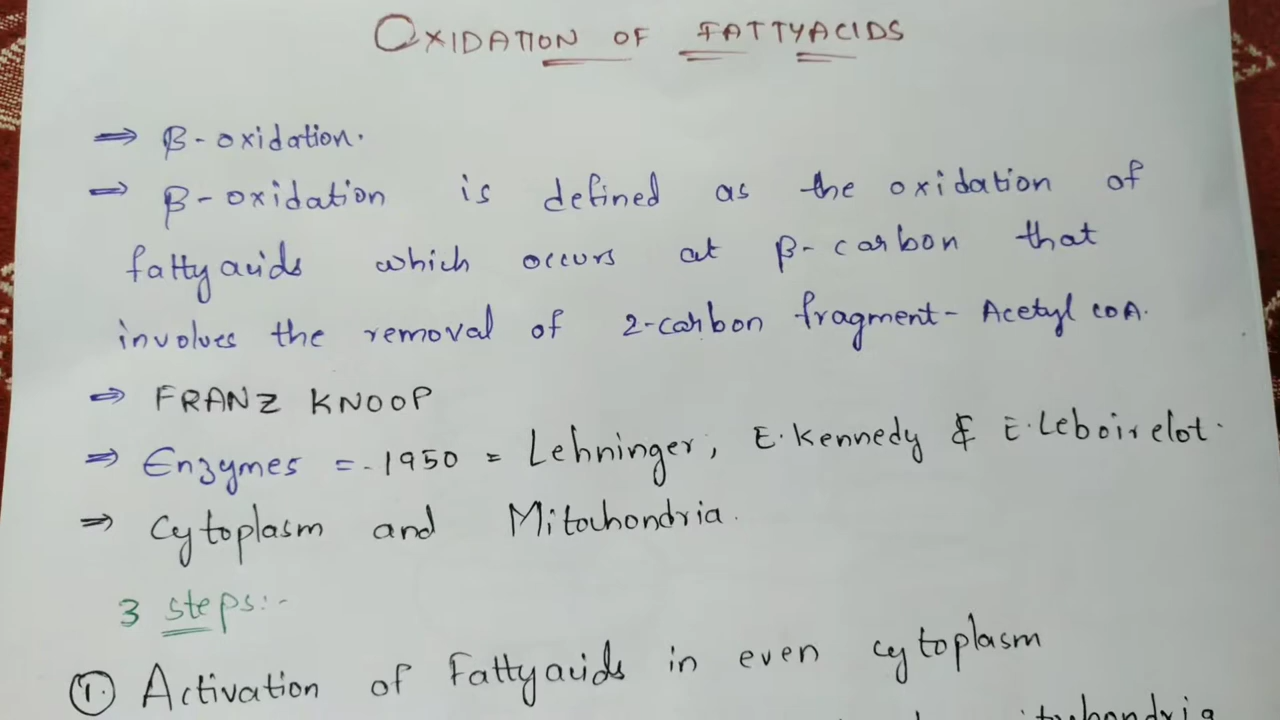 OXIDATION OF FATTYACIDS
⇒ β-oxidation.
⇒ β-oxidation is defined as the oxidation of
fattyacids which occurs at β-carbon that
involves the removal of 2-carbon fragment- Acetyl coA.
⇒ FRANZ KNOOP
⇒ Enzymes =-1950 = Lehninger, E.Kennedy & E.Leboirelot.
⇒ Cytoplasm and Mitochondria.
3 steps:-
1. Activation of Fattyacids in even cytoplasm